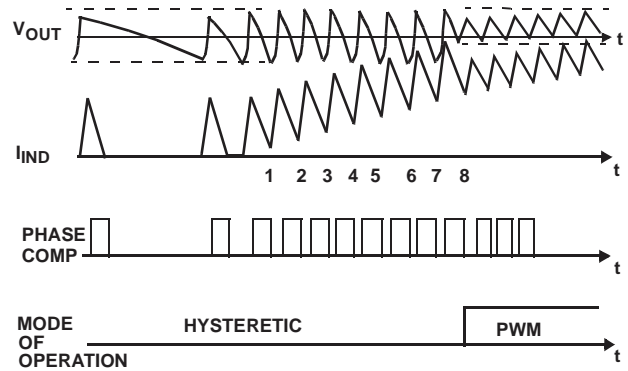 VOUT
t
IIND
1 2 3 4 5 6 7 8
t
PHASE
COMP
t
MODE
OF
OPERATION
HYSTERETIC
PWM
t